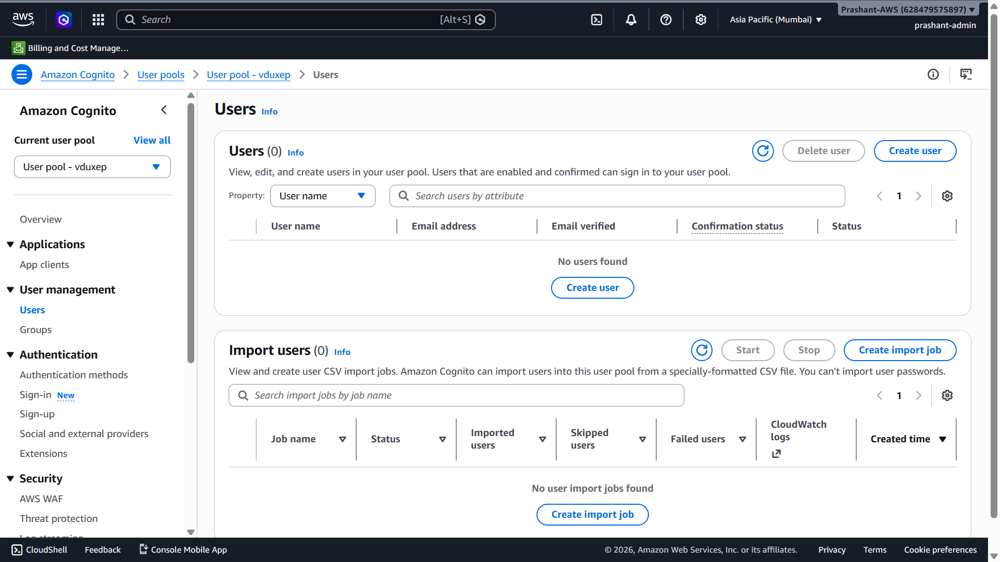 aws
Search
[Alt+S]
Asia Pacific (Mumbai)
Prashant-AWS (628479575897)
prashant-admin
Billing and Cost Manage...
Amazon Cognito
User pools
User pool - vduxep
Users
Amazon Cognito
Current user pool
View all
User pool - vduxep
Overview
Applications
App clients
User management
Users
Groups
Authentication
Authentication methods
Sign-in New
Sign-up
Social and external providers
Extensions
Security
AWS WAF
Threat protection
Log streaming
Users Info
Users (0) Info
Delete user
Create user
View, edit, and create users in your user pool. Users that are enabled and confirmed can sign in to your user pool.
Property:
User name
Search users by attribute
1
User name
Email address
Email verified
Confirmation status
Status
No users found
Create user
Import users (0) Info
Start
Stop
Create import job
View and create user CSV import jobs. Amazon Cognito can import users into this user pool from a specially-formatted CSV file. You can't import user passwords.
Search import jobs by job name
1
Job name
Status
Imported users
Skipped users
Failed users
CloudWatch logs
Created time
No user import jobs found
Create import job
CloudShell
Feedback
Console Mobile App
© 2026, Amazon Web Services, Inc. or its affiliates.
Privacy
Terms
Cookie preferences